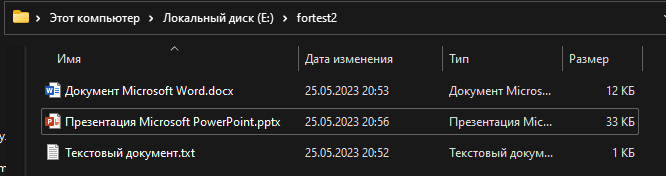 Этот компьютер › Локальный диск (E:) › fortest2
Имя Дата изменения Тип Размер
Документ Microsoft Word.docx 25.05.2023 20:53 Документ Micros... 12 КБ
Презентация Microsoft PowerPoint.pptx 25.05.2023 20:56 Презентация Mic... 33 КБ
Текстовый документ.txt 25.05.2023 20:52 Текстовый докум... 1 КБ